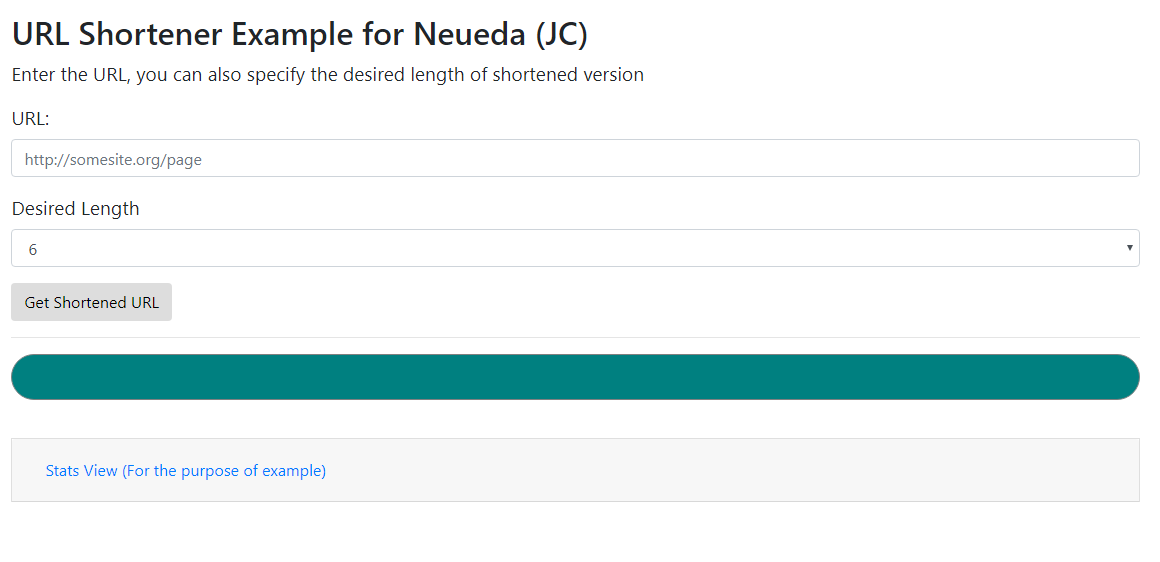 URL Shortener Example for Neueda (JC)
Enter the URL, you can also specify the desired length of shortened version
URL:
http://somesite.org/page
Desired Length
6
Get Shortened URL
Stats View (For the purpose of example)